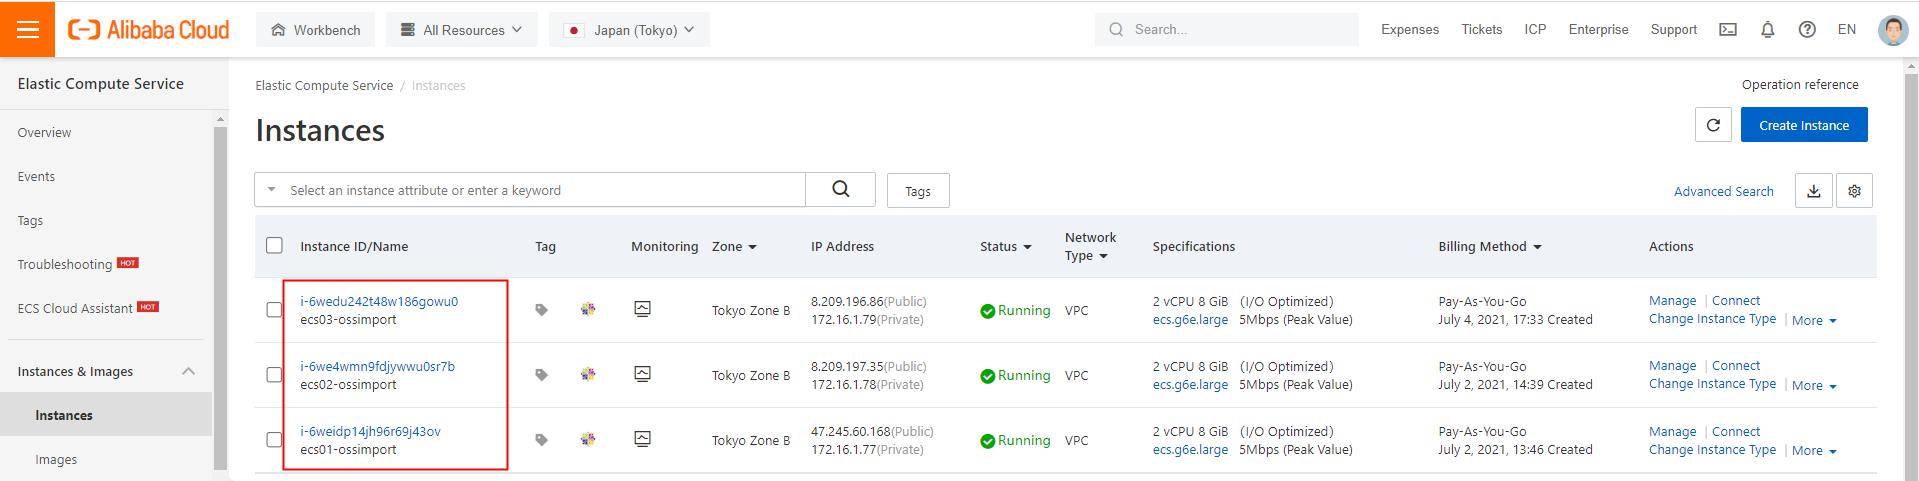 Alibaba Cloud Workbench All Resources Japan (Tokyo) Search... Expenses Tickets ICP Enterprise Support EN
Elastic Compute Service
Overview
Events
Tags
Troubleshooting HOT
ECS Cloud Assistant HOT
Instances & Images
Instances
Images
Elastic Compute Service / Instances
Operation reference
Instances
Create Instance
Select an instance attribute or enter a keyword Tags Advanced Search
Instance ID/Name Tag Monitoring Zone IP Address Status Network Type Specifications Billing Method Actions
i-6wedu242t48w186gowu0 8.209.196.86(Public) 2 vCPU 8 GiB (I/O Optimized) Pay-As-You-Go Manage | Connect
ecs03-ossimport Tokyo Zone B 172.16.1.79(Private) Running VPC ecs.g6e.large 5Mbps (Peak Value) July 4, 2021, 17:33 Created Change Instance Type | More
i-6we4wmn9fdjywwu0sr7b 8.209.197.35(Public) 2 vCPU 8 GiB (I/O Optimized) Pay-As-You-Go Manage | Connect
ecs02-ossimport Tokyo Zone B 172.16.1.78(Private) Running VPC ecs.g6e.large 5Mbps (Peak Value) July 2, 2021, 14:39 Created Change Instance Type | More
i-6weidp14jh96r69j43ov 47.245.60.168(Public) 2 vCPU 8 GiB (I/O Optimized) Pay-As-You-Go Manage | Connect
ecs01-ossimport Tokyo Zone B 172.16.1.77(Private) Running VPC ecs.g6e.large 5Mbps (Peak Value) July 2, 2021, 13:46 Created Change Instance Type | More